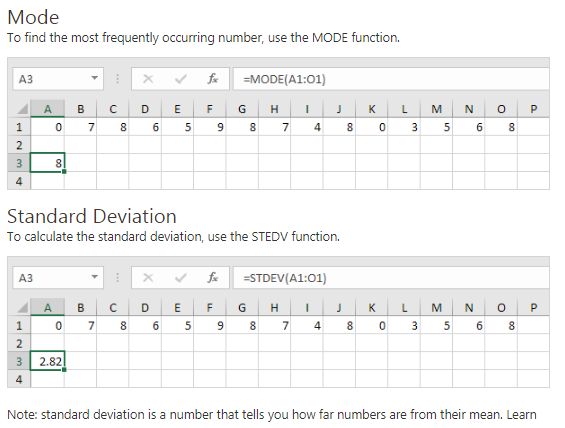 Mode
To find the most frequently occurring number, use the MODE function.
A3 fx =MODE(A1:O1)
A B C D E F G H I J K L M N O P
1 0 7 8 6 5 9 8 7 4 8 0 3 5 6 8
2
3 8
4
Standard Deviation
To calculate the standard deviation, use the STEDV function.
A3 fx =STDEV(A1:O1)
A B C D E F G H I J K L M N O P
1 0 7 8 6 5 9 8 7 4 8 0 3 5 6 8
2
3 2.82
4
Note: standard deviation is a number that tells you how far numbers are from their mean. Learn